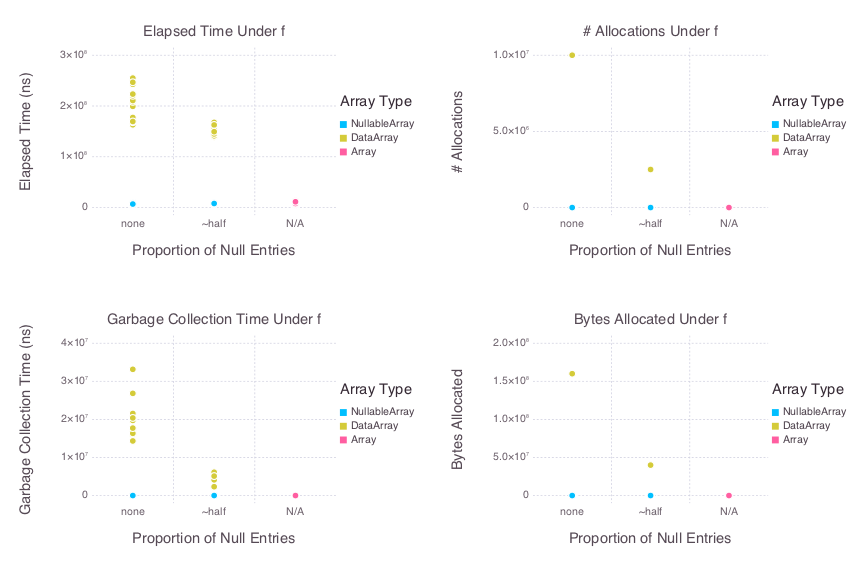 Elapsed Time Under f
Elapsed Time (ns)
3×10⁸
2×10⁸
1×10⁸
0
none
~half
N/A
Proportion of Null Entries
Array Type
NullableArray
DataArray
Array
# Allocations Under f
# Allocations
1.0×10⁷
5.0×10⁶
0
none
~half
N/A
Proportion of Null Entries
Array Type
NullableArray
DataArray
Array
Garbage Collection Time Under f
Garbage Collection Time (ns)
4×10⁷
3×10⁷
2×10⁷
1×10⁷
0
none
~half
N/A
Proportion of Null Entries
Array Type
NullableArray
DataArray
Array
Bytes Allocated Under f
Bytes Allocated
2.0×10⁸
1.5×10⁸
1.0×10⁸
5.0×10⁷
0
none
~half
N/A
Proportion of Null Entries
Array Type
NullableArray
DataArray
Array